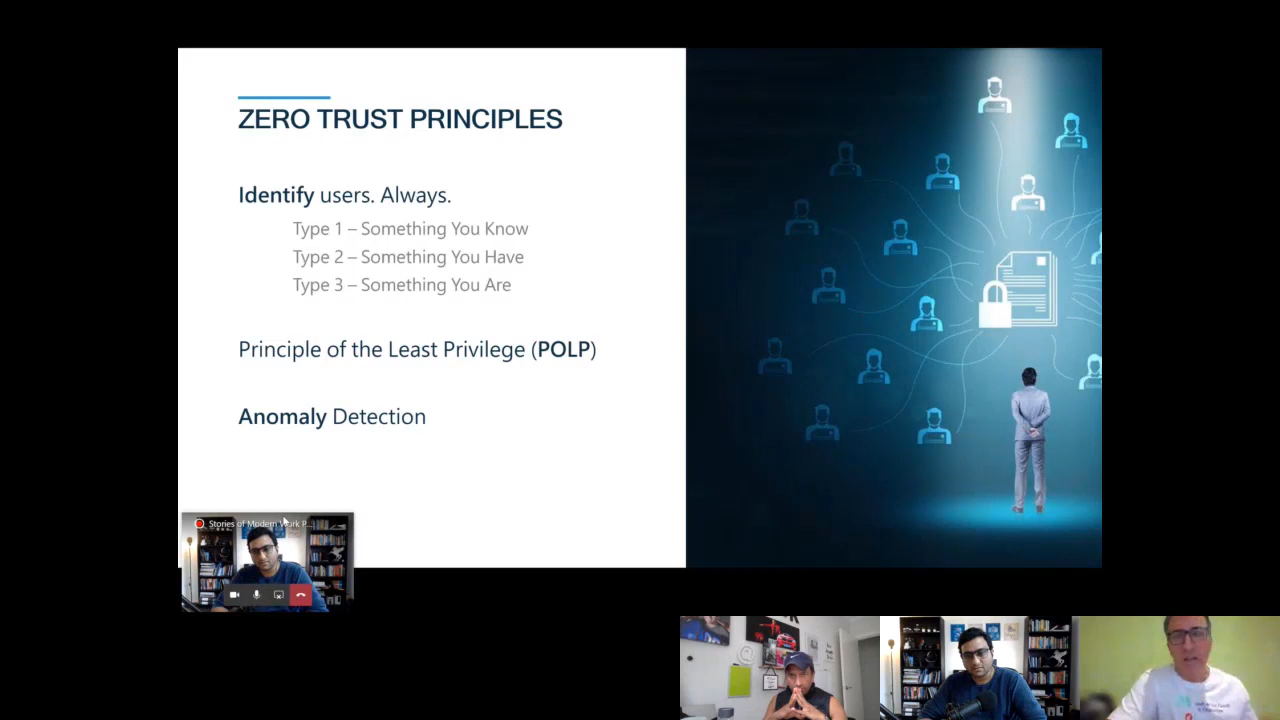 ZERO TRUST PRINCIPLES
Identify users. Always.
Type 1 – Something You Know
Type 2 – Something You Have
Type 3 – Something You Are
Principle of the Least Privilege (POLP)
Anomaly Detection
Stories of Modern Work P...